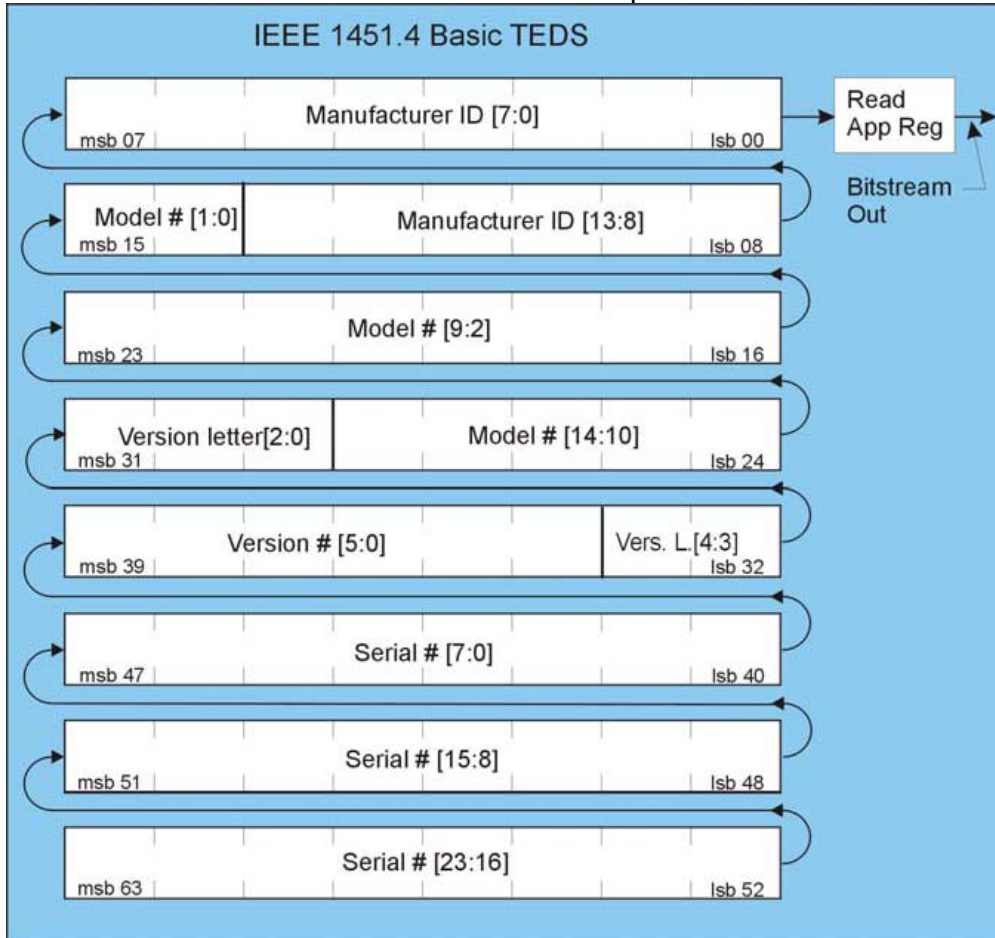 IEEE 1451.4 Basic TEDS
Manufacturer ID [7:0]
msb 07
lsb 00
Read
App Reg
Bitstream
Out
Model # [1:0]
Manufacturer ID [13:8]
msb 15
lsb 08
Model # [9:2]
msb 23
lsb 16
Version letter[2:0]
Model # [14:10]
msb 31
lsb 24
Version # [5:0]
Vers. L.[4:3]
msb 39
lsb 32
Serial # [7:0]
msb 47
lsb 40
Serial # [15:8]
msb 51
lsb 48
Serial # [23:16]
msb 63
lsb 52